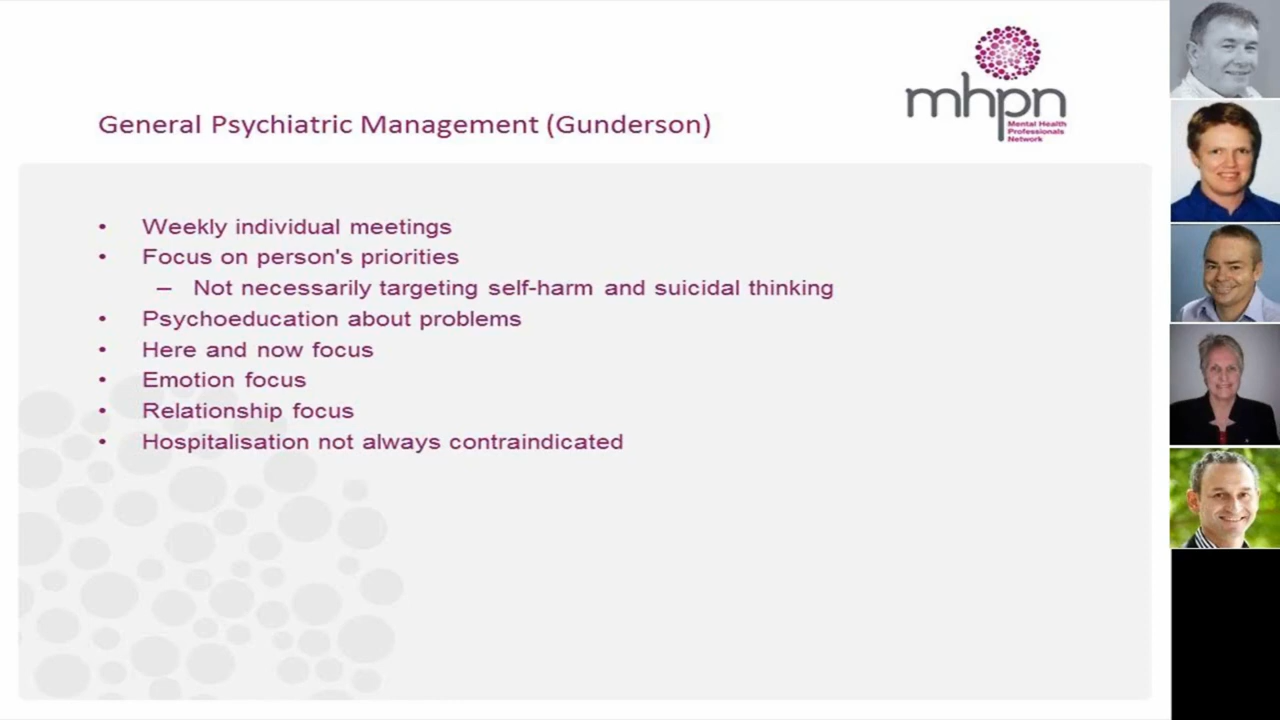 mhpn
Mental Health
Professionals
Network
General Psychiatric Management (Gunderson)
• Weekly individual meetings
• Focus on person's priorities
– Not necessarily targeting self-harm and suicidal thinking
• Psychoeducation about problems
• Here and now focus
• Emotion focus
• Relationship focus
• Hospitalisation not always contraindicated